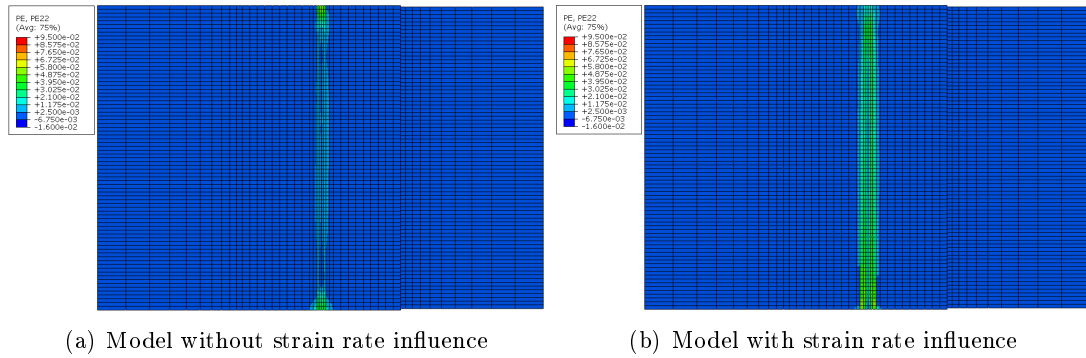 PE, PE22
(Avg: 75%)
+9.500e-02
+8.575e-02
+7.650e-02
+6.725e-02
+5.800e-02
+4.875e-02
+3.950e-02
+3.025e-02
+2.100e-02
+1.175e-02
+2.500e-03
-6.750e-03
-1.600e-02
(a) Model without strain rate influence
PE, PE22
(Avg: 75%)
+9.500e-02
+8.575e-02
+7.650e-02
+6.725e-02
+5.800e-02
+4.875e-02
+3.950e-02
+3.025e-02
+2.100e-02
+1.175e-02
+2.500e-03
-6.750e-03
-1.600e-02
(b) Model with strain rate influence